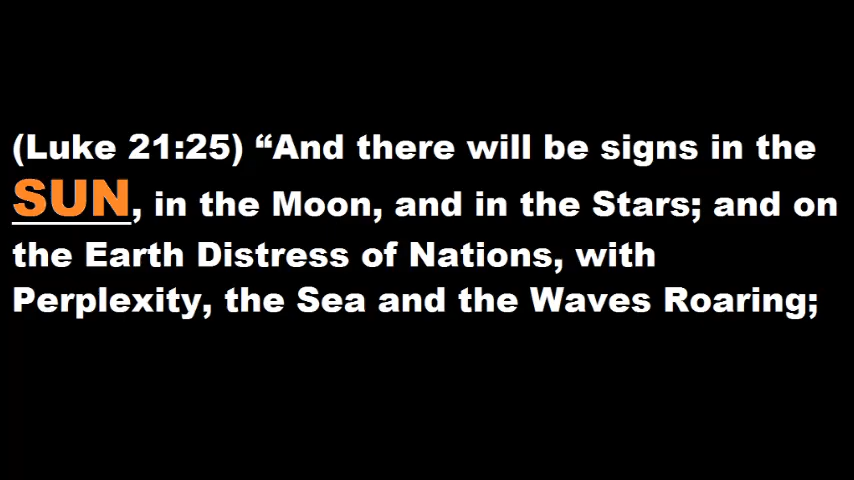 (Luke 21:25) “And there will be signs in the
SUN, in the Moon, and in the Stars; and on
the Earth Distress of Nations, with
Perplexity, the Sea and the Waves Roaring;